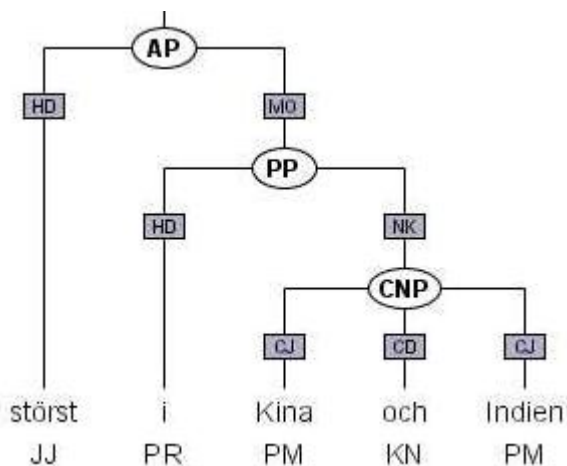 AP
HD MO
PP
HD NK
CNP
CJ CD CJ
störst i Kina och Indien
JJ PR PM KN PM